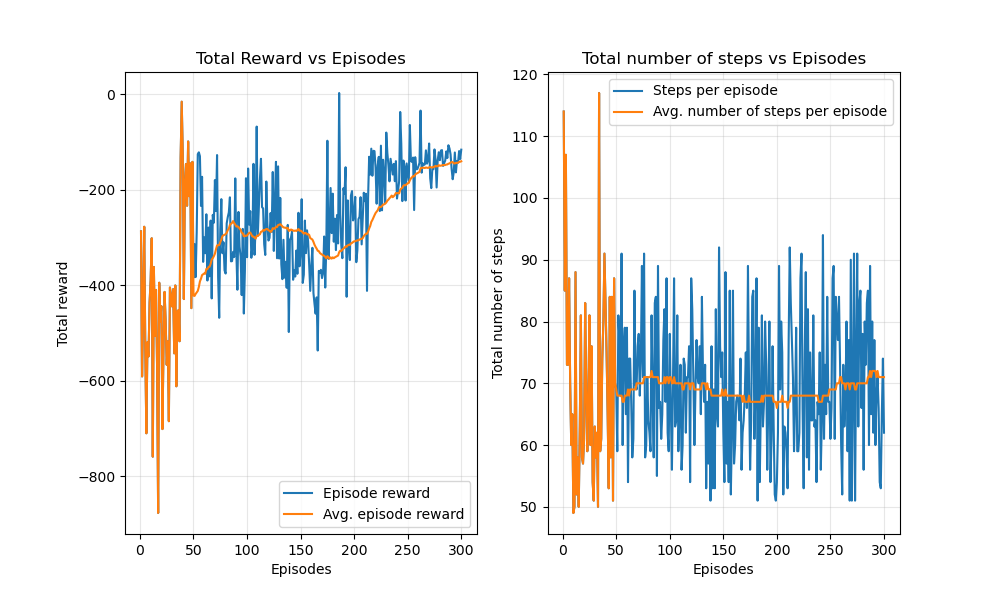 Total Reward vs Episodes
Total reward
0
−200
−400
−600
−800
Episode reward
Avg. episode reward
0 50 100 150 200 250 300
Episodes
Total number of steps vs Episodes
Total number of steps
120
110
100
90
80
70
60
50
Steps per episode
Avg. number of steps per episode
0 50 100 150 200 250 300
Episodes